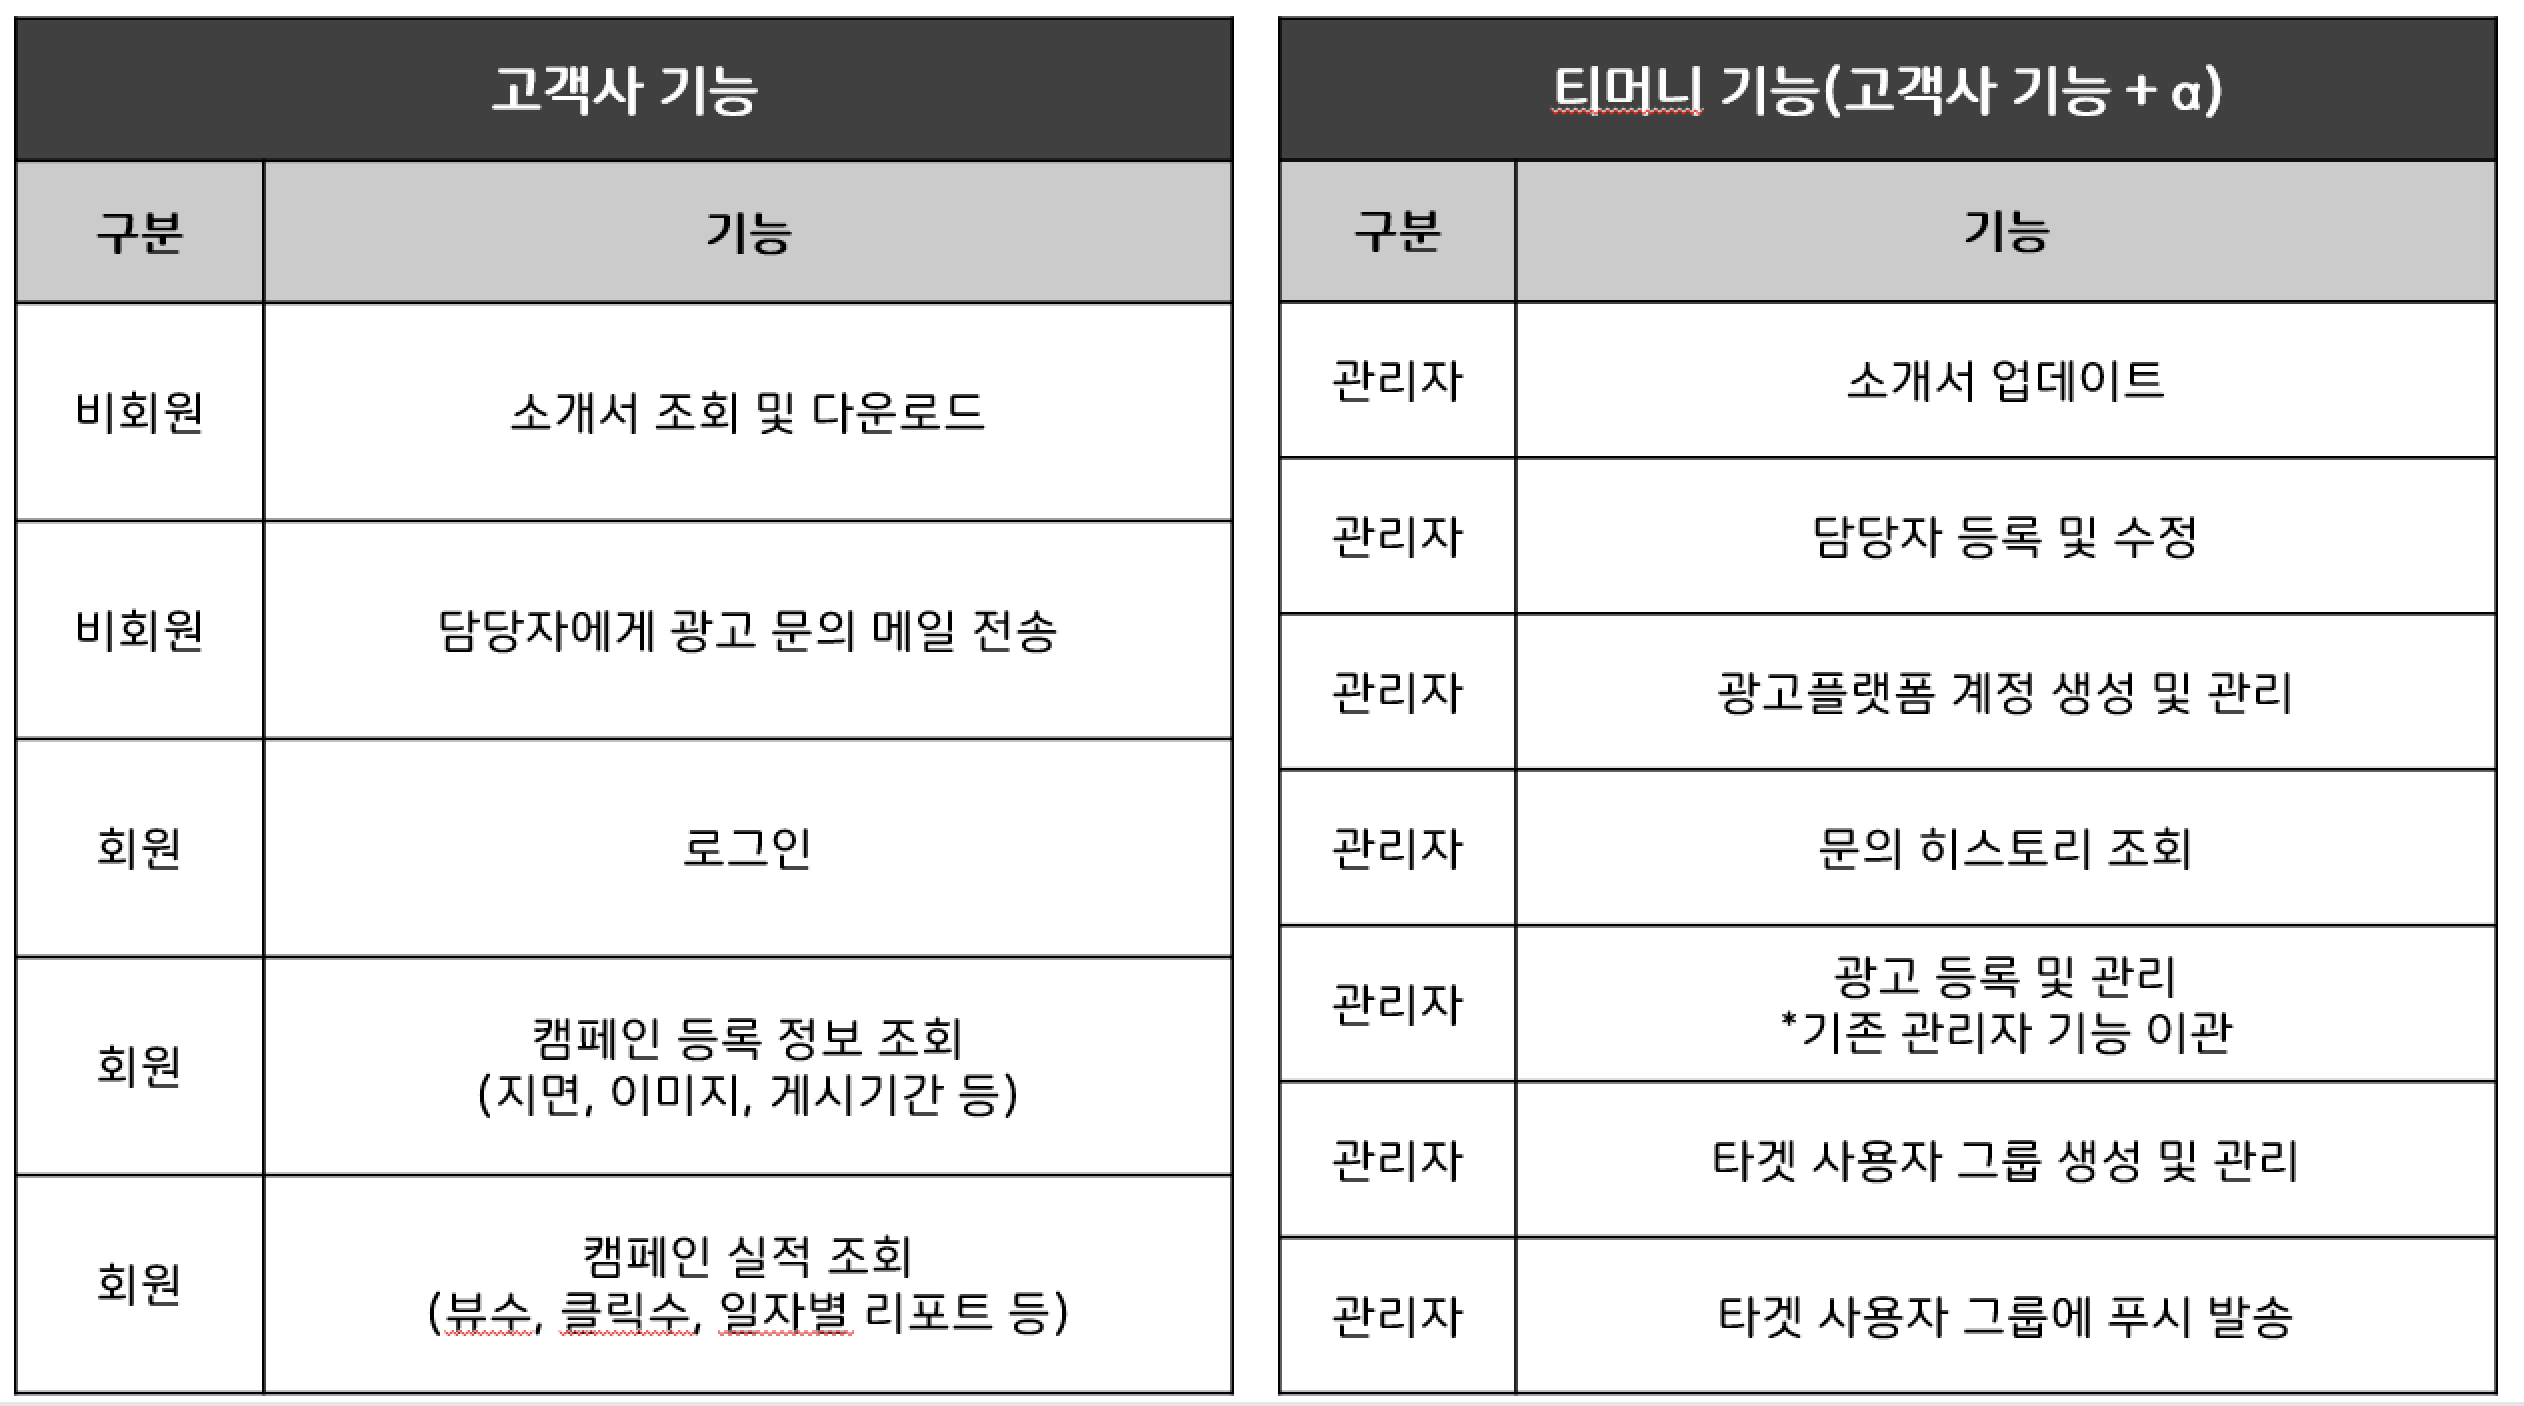 고객사 기능
구분 기능
비회원 소개서 조회 및 다운로드
비회원 담당자에게 광고 문의 메일 전송
회원 로그인
회원 캠페인 등록 정보 조회
(지면, 이미지, 게시기간 등)
회원 캠페인 실적 조회
(뷰수, 클릭수, 일자별 리포트 등)
티머니 기능(고객사 기능 + α)
구분 기능
관리자 소개서 업데이트
관리자 담당자 등록 및 수정
관리자 광고플랫폼 계정 생성 및 관리
관리자 문의 히스토리 조회
관리자 광고 등록 및 관리
*기존 관리자 기능 이관
관리자 타겟 사용자 그룹 생성 및 관리
관리자 타겟 사용자 그룹에 푸시 발송